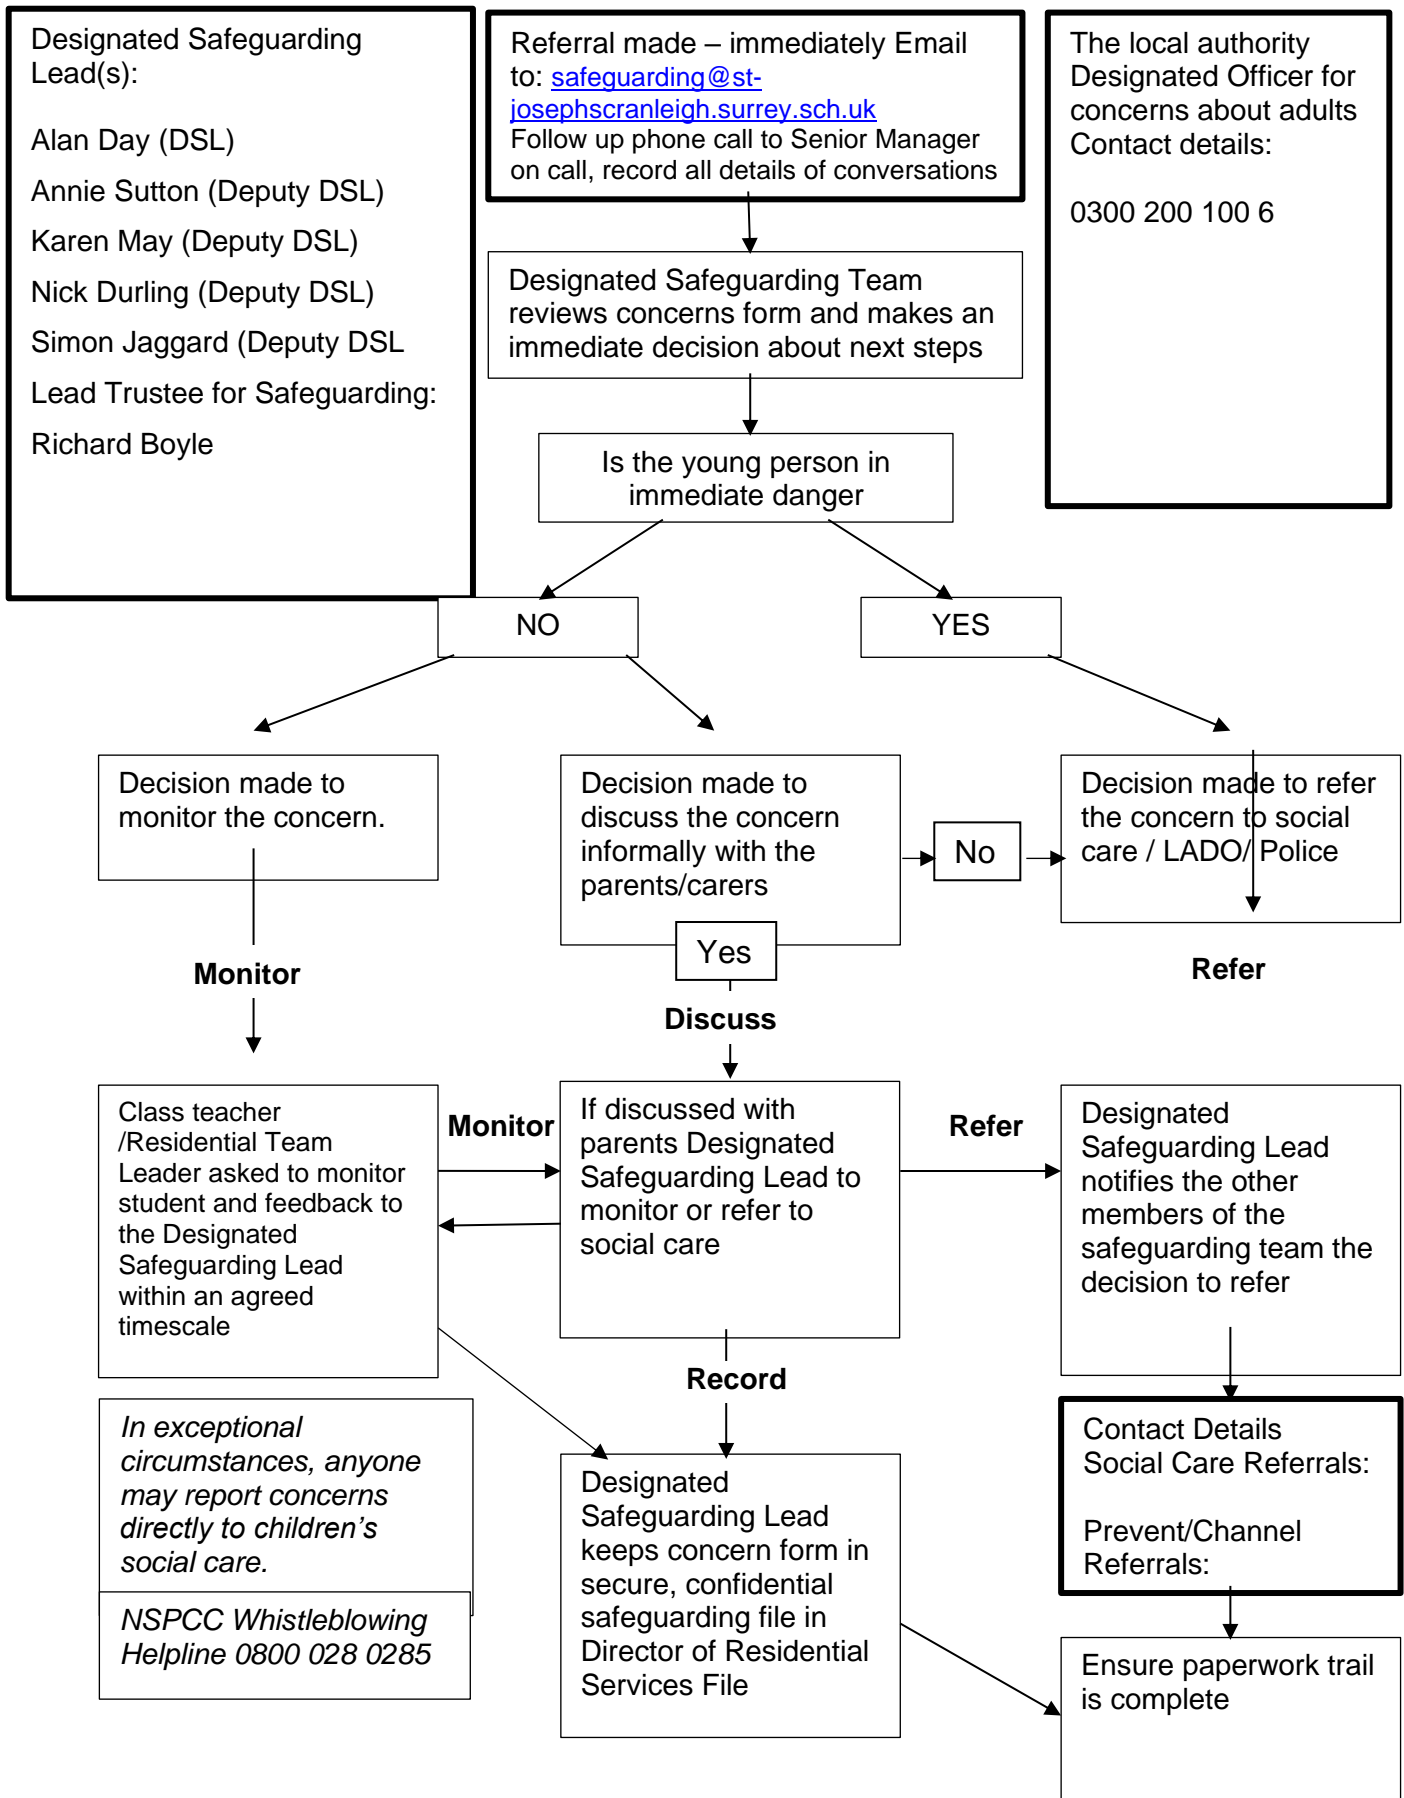 Designated Safeguarding
Lead(s):
Alan Day (DSL)
Annie Sutton (Deputy DSL)
Karen May (Deputy DSL)
Nick Durling (Deputy DSL)
Simon Jaggard (Deputy DSL
Lead Trustee for Safeguarding:
Richard Boyle
Referral made – immediately Email
to: safeguarding@st-
josephscranleigh.surrey.sch.uk
Follow up phone call to Senior Manager
on call, record all details of conversations
The local authority
Designated Officer for
concerns about adults
Contact details:
0300 200 100 6
Designated Safeguarding Team
reviews concerns form and makes an
immediate decision about next steps
Is the young person in
immediate danger
NO
YES
Decision made to
monitor the concern.
Decision made to
discuss the concern
informally with the
parents/carers
No
Decision made to refer
the concern to social
care / LADO/ Police
Yes
Monitor
Discuss
Refer
Class teacher
/Residential Team
Leader asked to monitor
student and feedback to
the Designated
Safeguarding Lead
within an agreed
timescale
Monitor
If discussed with
parents Designated
Safeguarding Lead to
monitor or refer to
social care
Refer
Designated
Safeguarding Lead
notifies the other
members of the
safeguarding team the
decision to refer
Record
In exceptional
circumstances, anyone
may report concerns
directly to children’s
social care.
NSPCC Whistleblowing
Helpline 0800 028 0285
Designated
Safeguarding Lead
keeps concern form in
secure, confidential
safeguarding file in
Director of Residential
Services File
Contact Details
Social Care Referrals:
Prevent/Channel
Referrals:
Ensure paperwork trail
is complete